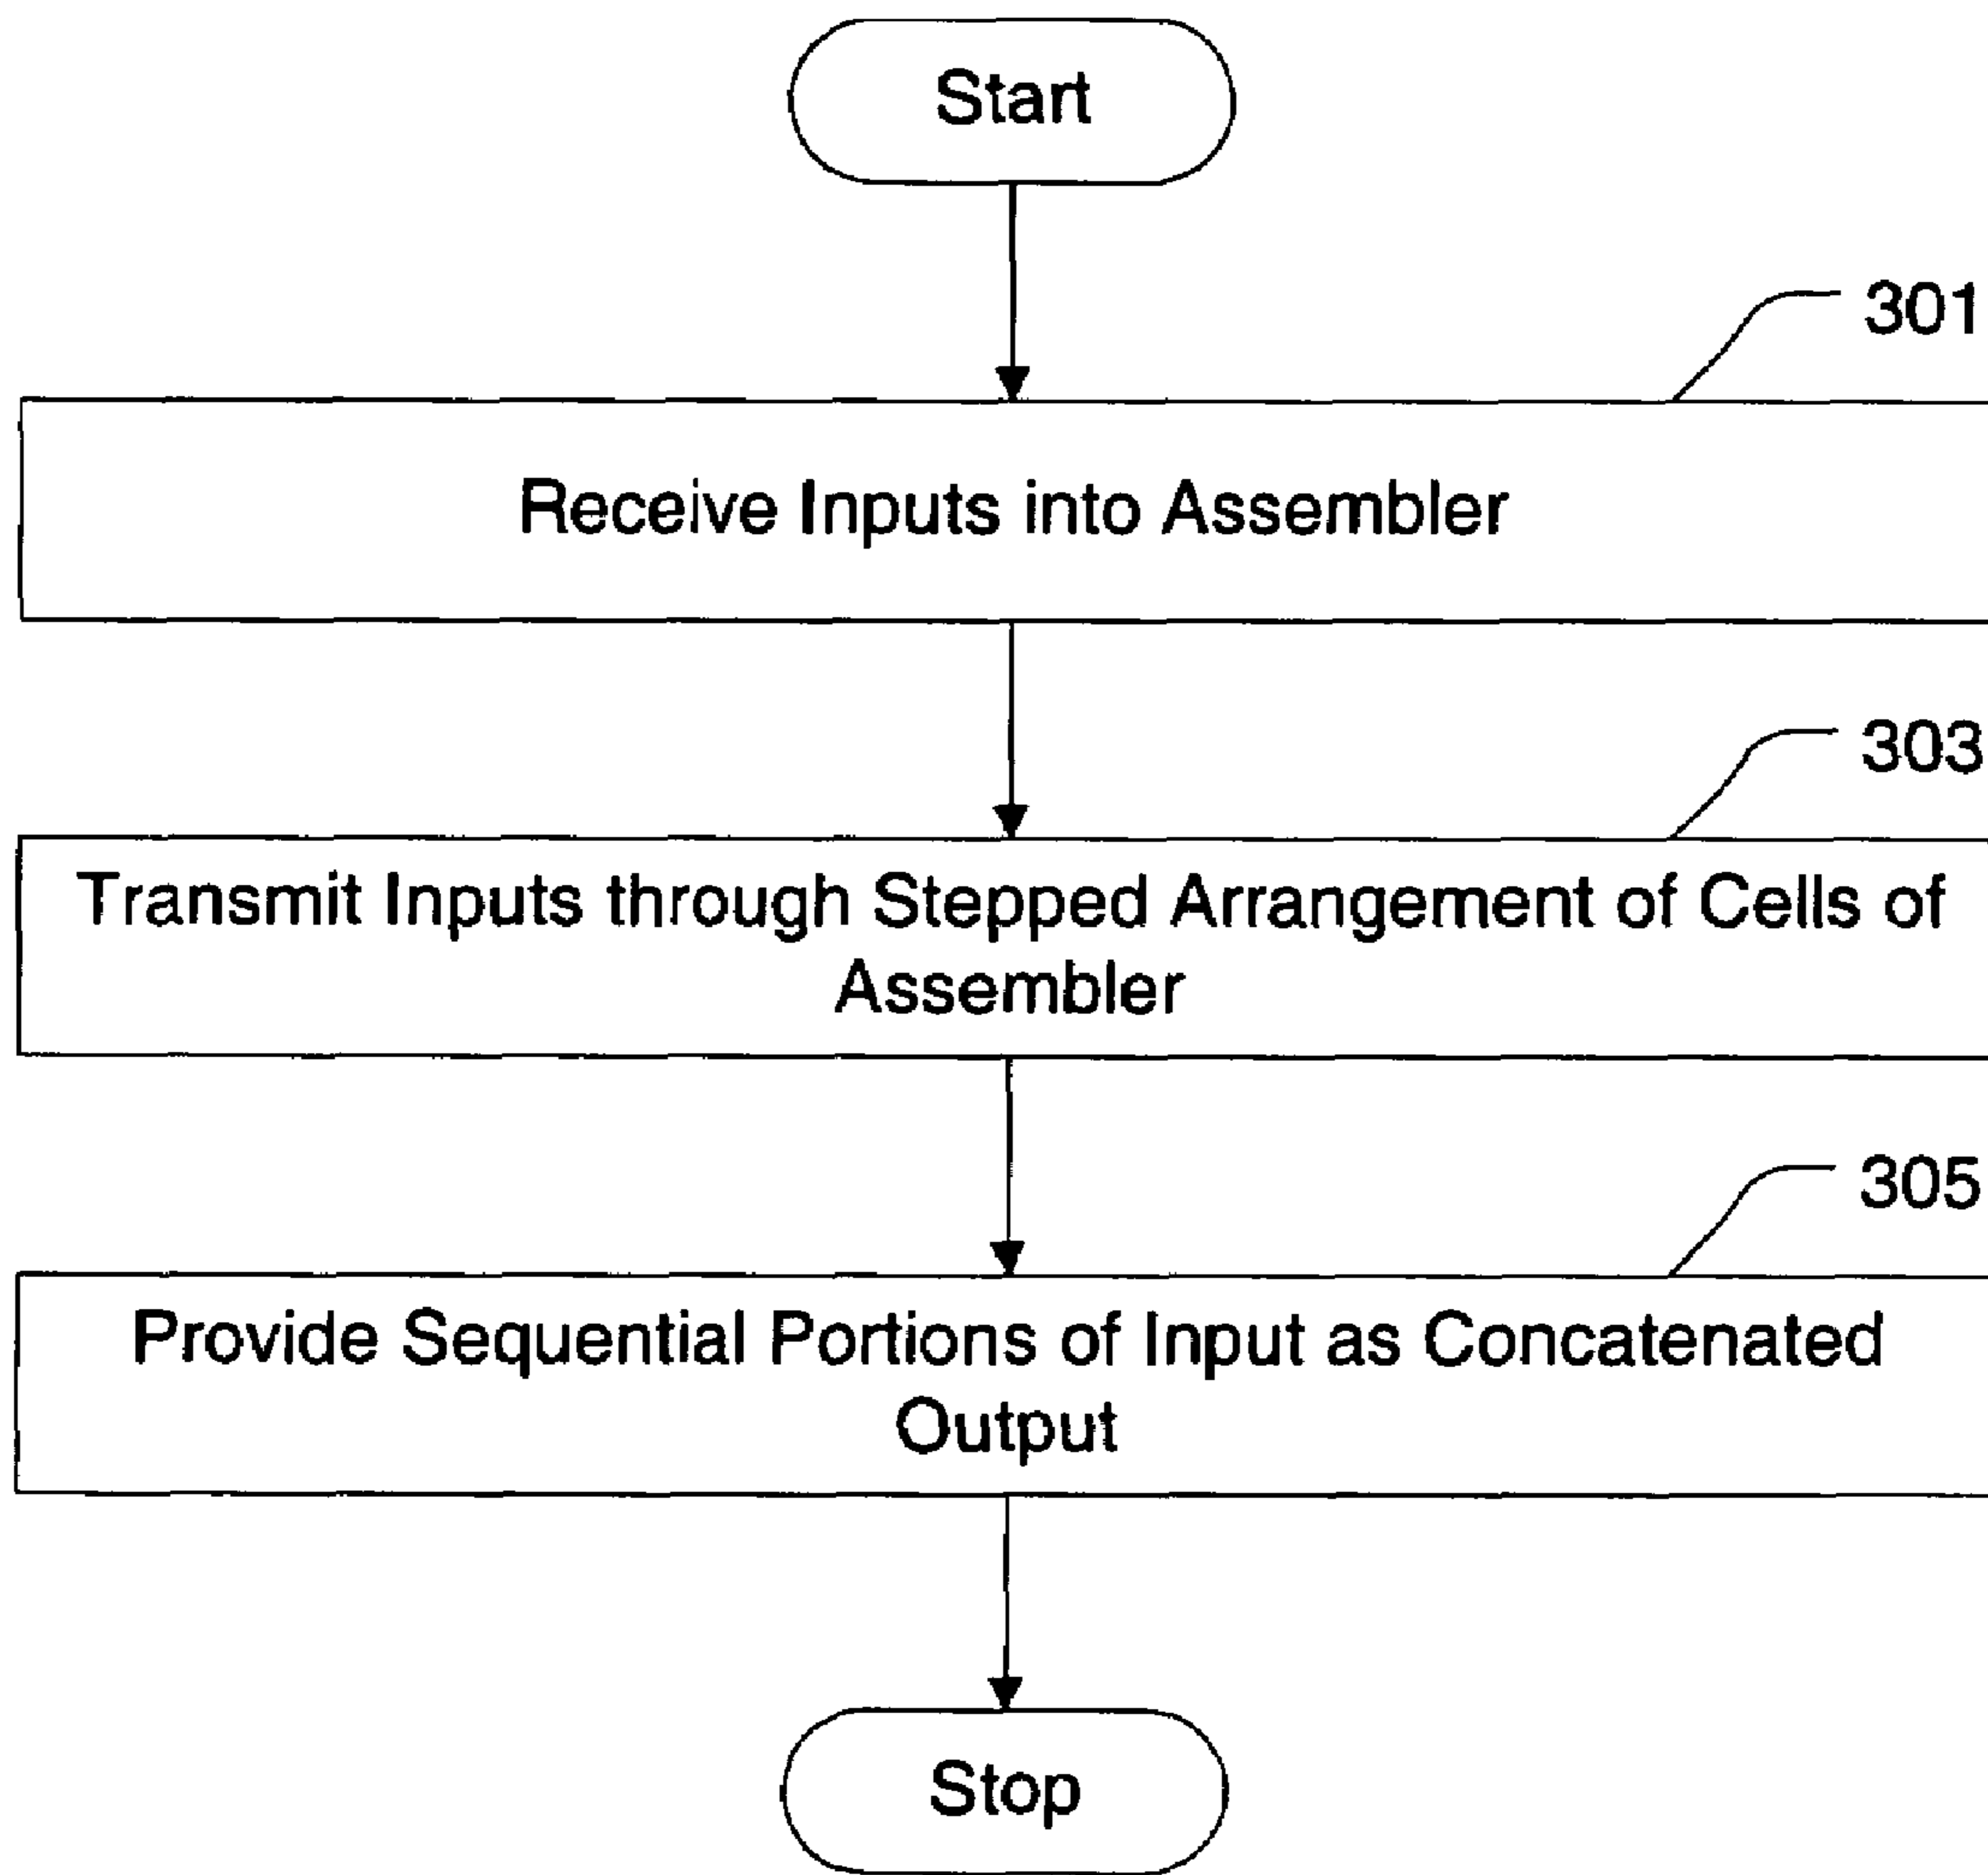 Start
301
Receive Inputs into Assembler
303
Transmit Inputs through Stepped Arrangement of Cells of
Assembler
305
Provide Sequential Portions of Input as Concatenated
Output
Stop